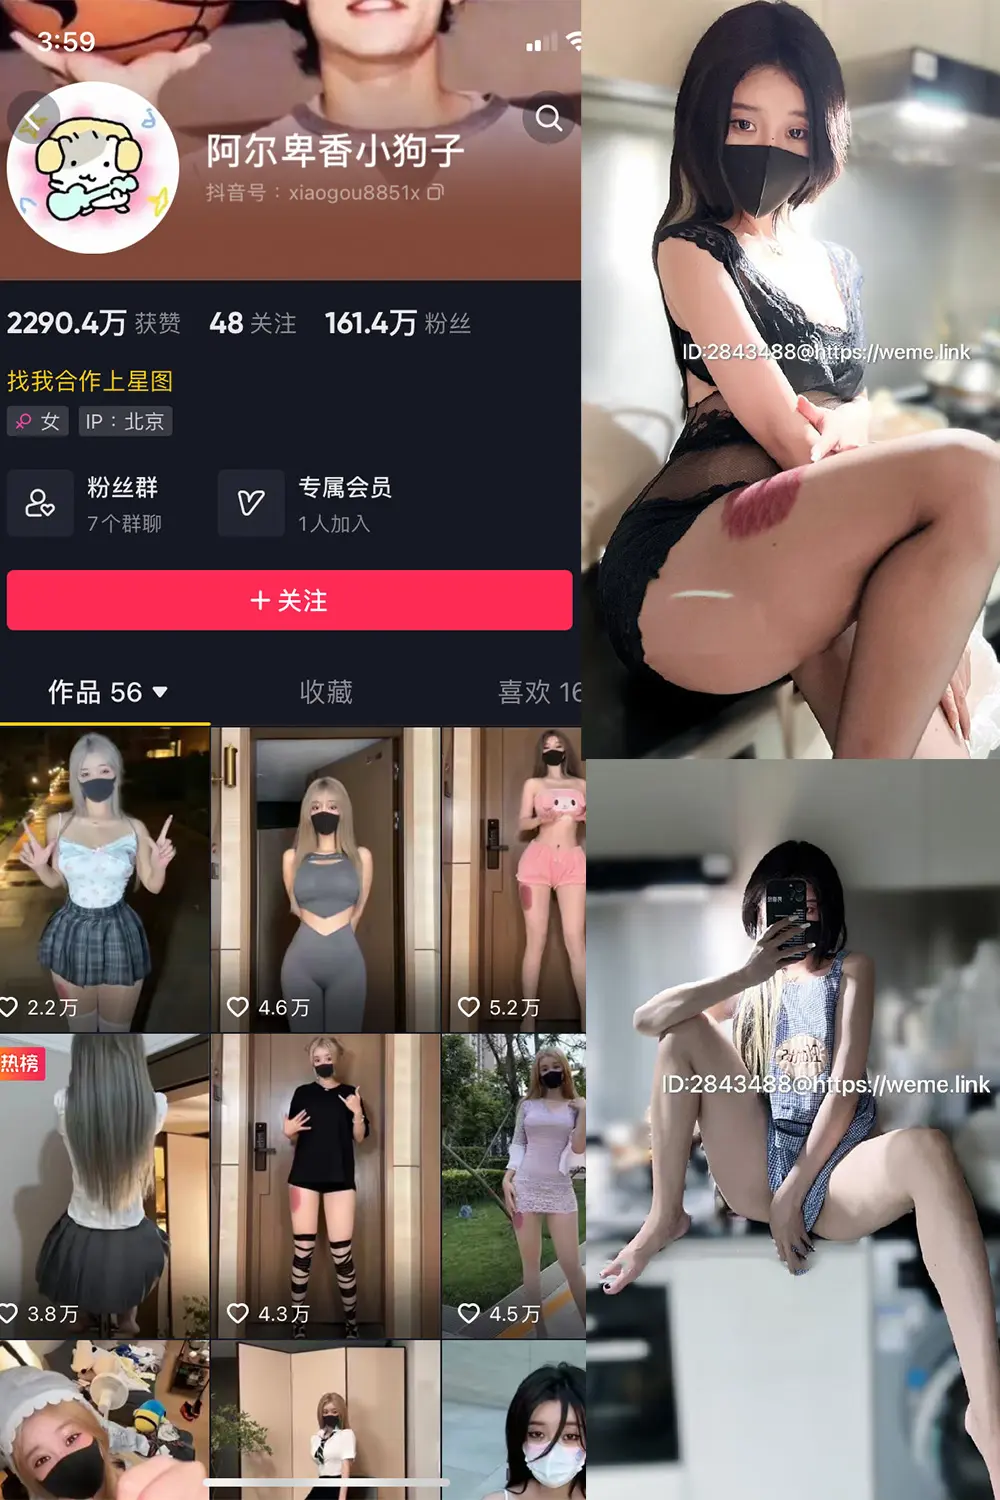 3:59
阿尔卑香小狗子
抖音号：xiaogou8851x
2290.4万 获赞 48 关注 161.4万 粉丝
找我合作上星图
女 IP：北京
粉丝群
7个群聊
专属会员
1人加入
+ 关注
作品 56 收藏 喜欢 16
2.2万 4.6万 5.2万
热榜
3.8万 4.3万 4.5万
ID:2843488@https://weme.link
ID:2843488@https://weme.link